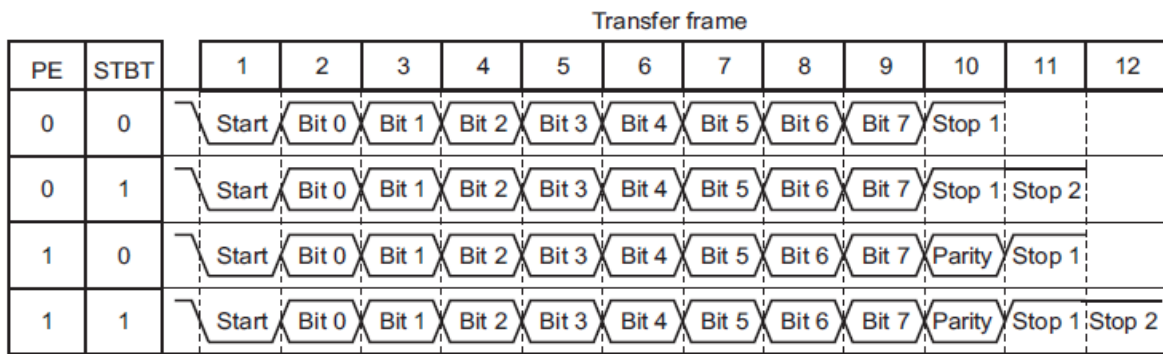 Transfer frame
PE STBT 1 2 3 4 5 6 7 8 9 10 11 12
0 0 Start Bit 0 Bit 1 Bit 2 Bit 3 Bit 4 Bit 5 Bit 6 Bit 7 Stop 1
0 1 Start Bit 0 Bit 1 Bit 2 Bit 3 Bit 4 Bit 5 Bit 6 Bit 7 Stop 1 Stop 2
1 0 Start Bit 0 Bit 1 Bit 2 Bit 3 Bit 4 Bit 5 Bit 6 Bit 7 Parity Stop 1
1 1 Start Bit 0 Bit 1 Bit 2 Bit 3 Bit 4 Bit 5 Bit 6 Bit 7 Parity Stop 1 Stop 2